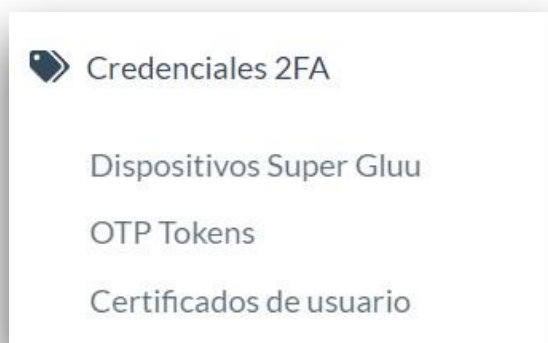 Credenciales 2FA
Dispositivos Super Gluu
OTP Tokens
Certificados de usuario